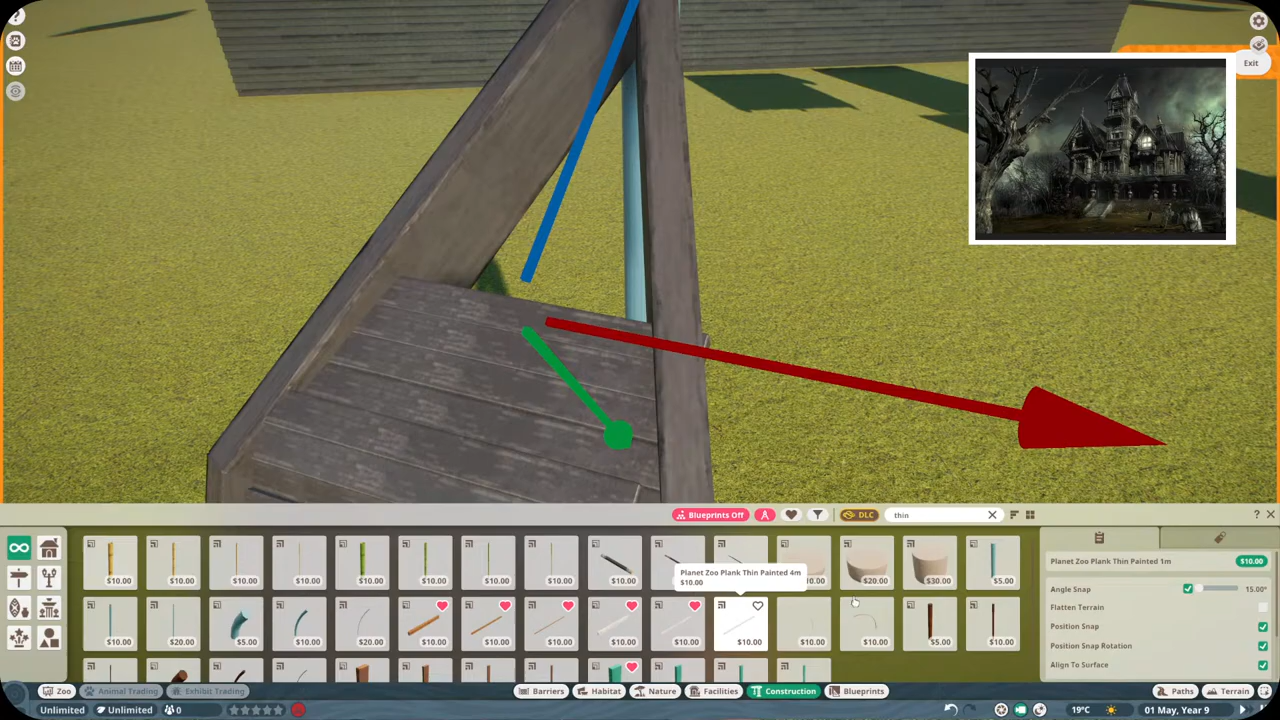 ?
Exit
Blueprints Off
DLC
thin
?
$10.00 $10.00 $10.00 $10.00 $10.00 $10.00 $10.00 $10.00 $10.00 $20.00 $30.00 $5.00
Planet Zoo Plank Thin Painted 4m
$10.00
$10.00 $20.00 $5.00 $10.00 $20.00 $10.00 $10.00 $10.00 $10.00 $10.00 $10.00 $10.00 $10.00 $5.00 $10.00
Planet Zoo Plank Thin Painted 1m $10.00
Angle Snap 15.00°
Flatten Terrain
Position Snap
Position Snap Rotation
Align To Surface
Zoo Animal Trading Exhibit Trading Barriers Habitat Nature Facilities Construction Blueprints Paths Terrain
Unlimited Unlimited 0 19°C 01 May, Year 9